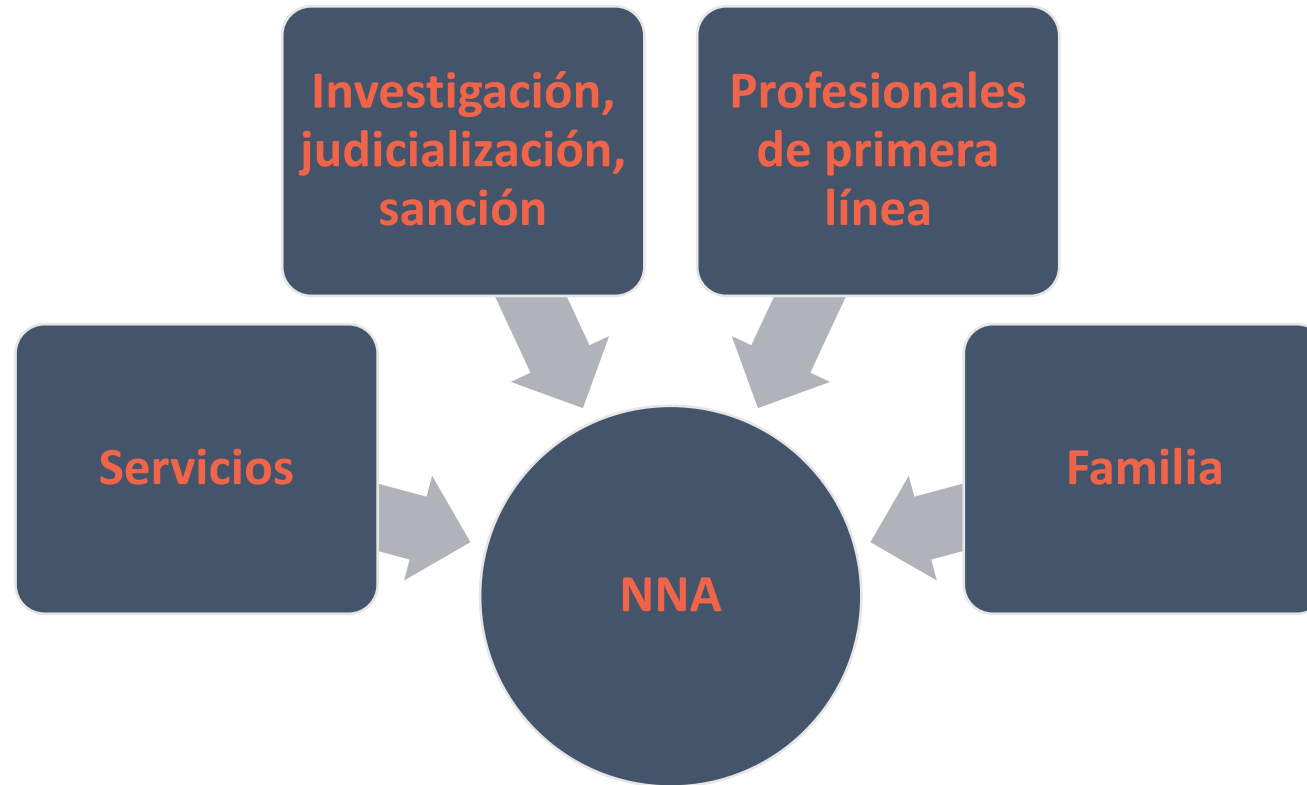 Investigación,
judicialización,
sanción
Profesionales
de primera
línea
Servicios
Familia
NNA